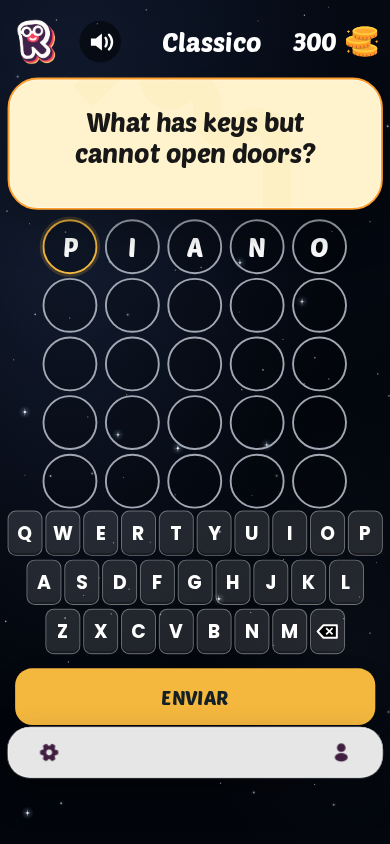 R
Classico
300
What has keys but
cannot open doors?
P I A N O
Q W E R T Y U I O P
A S D F G H J K L
Z X C V B N M
ENVIAR